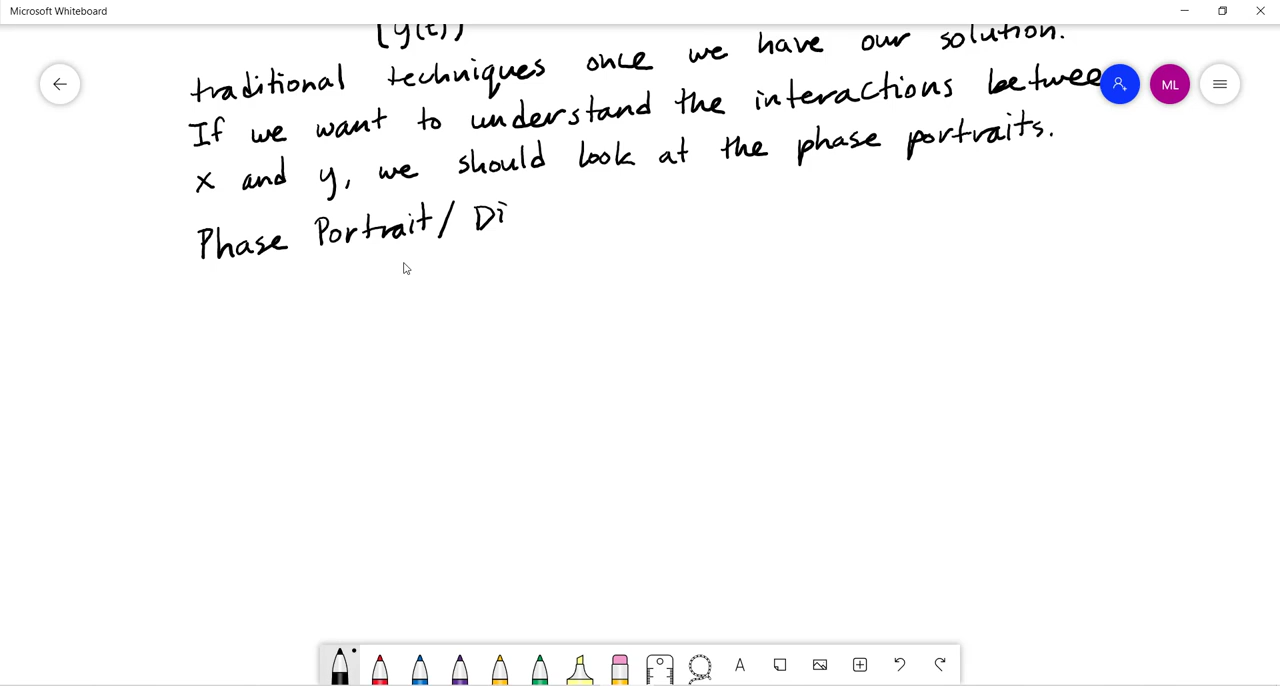 Microsoft Whiteboard
(y(t))
traditional techniques once we have our solution.
If we want to understand the interactions betwee
x and y, we should look at the phase portraits.
Phase Portrait/ Di
ML
A